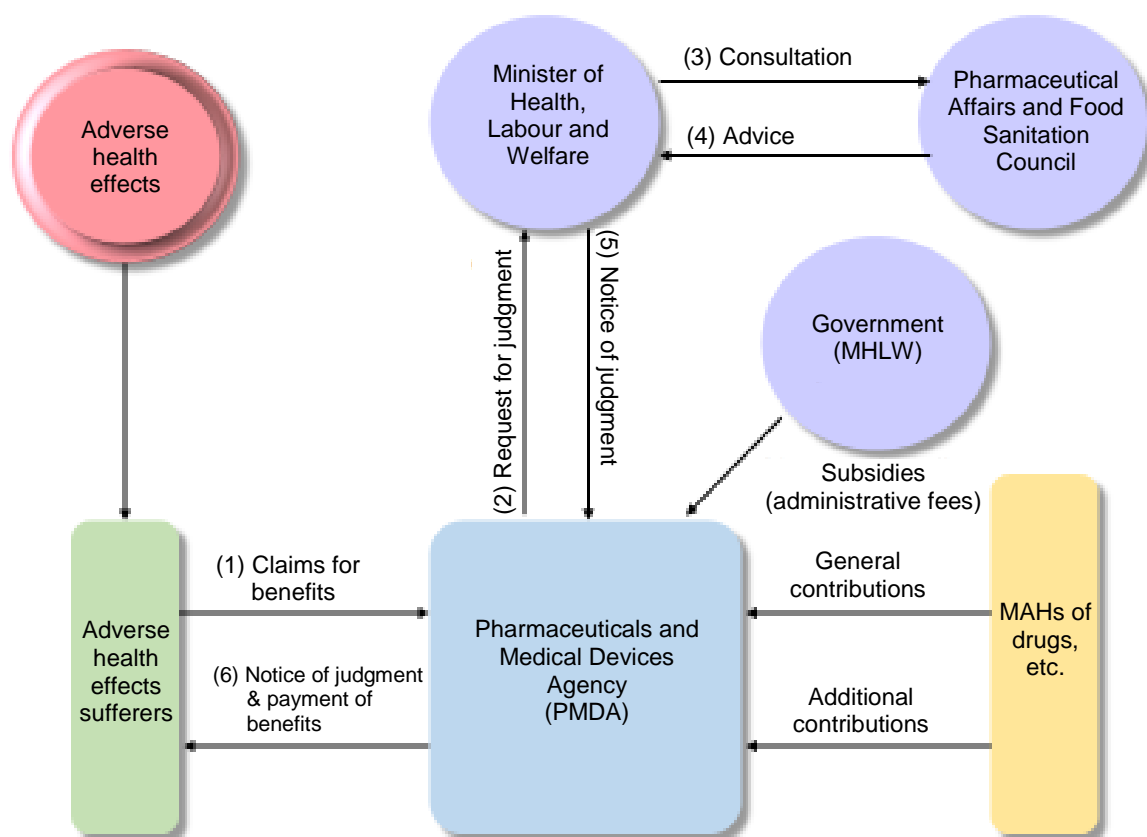 Adverse
health
effects
Minister of
Health,
Labour and
Welfare
(3) Consultation
(4) Advice
Pharmaceutical
Affairs and Food
Sanitation
Council
(2) Request for judgment
(5) Notice of judgment
Government
(MHLW)
Subsidies
(administrative fees)
(1) Claims for
benefits
Adverse
health
effects
sufferers
(6) Notice of judgment
& payment of
benefits
Pharmaceuticals and
Medical Devices
Agency
(PMDA)
General
contributions
Additional
contributions
MAHs of
drugs,
etc.